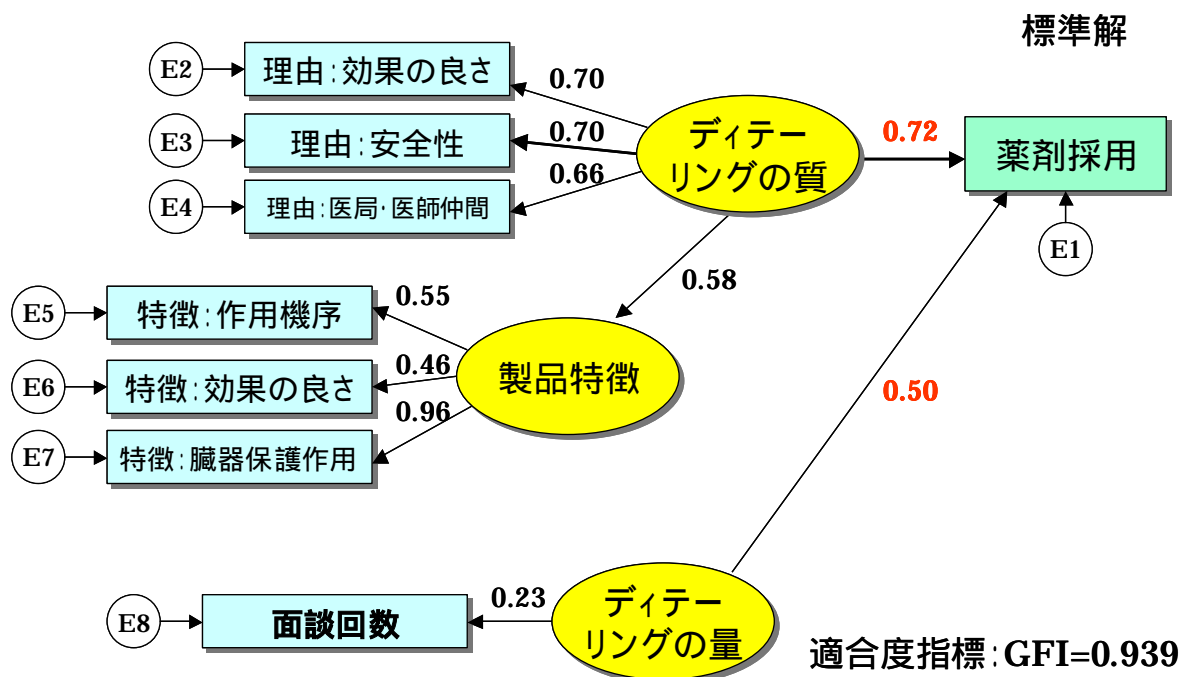 標準解
E2
理由:効果の良さ
0.70
ディテー
リングの質
0.72
薬剤採用
E3
理由:安全性
0.70
E4
理由:医局・医師仲間
0.66
E1
0.58
E5
特徴:作用機序
0.55
製品特徴
E6
特徴:効果の良さ
0.46
0.50
E7
特徴:臓器保護作用
0.96
E8
面談回数
0.23
ディテー
リングの量
適合度指標:GFI=0.939